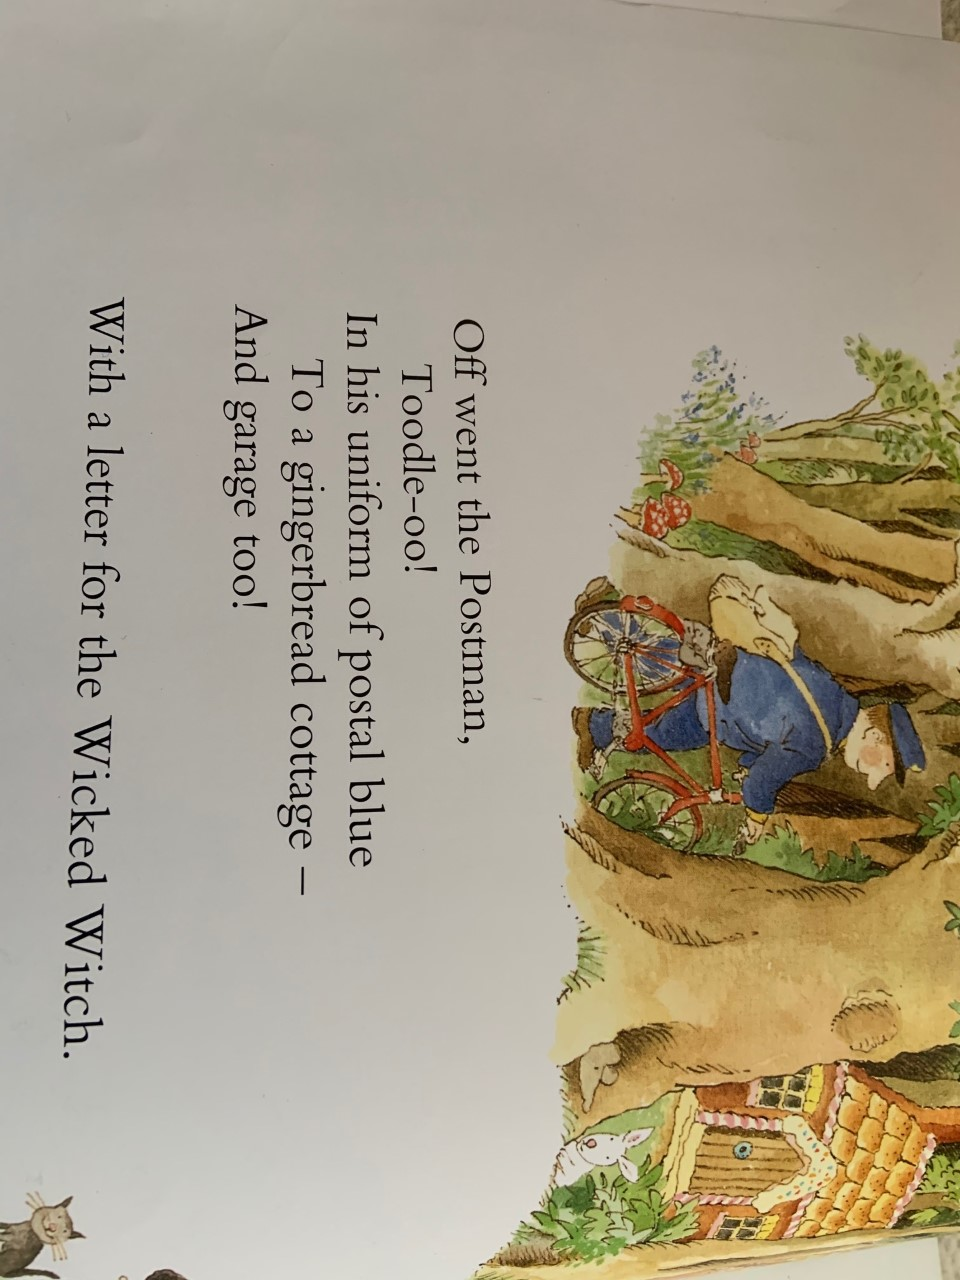 Off went the Postman,
Toodle-oo!
In his uniform of postal blue
To a gingerbread cottage –
And garage too!
With a letter for the Wicked Witch.